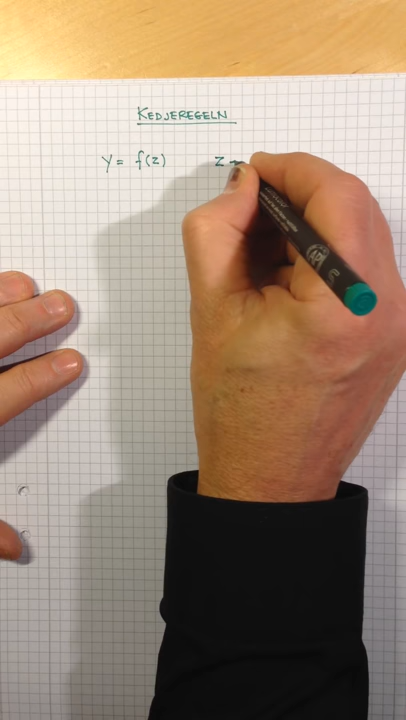 KEDJEREGELN
y = f(z) z